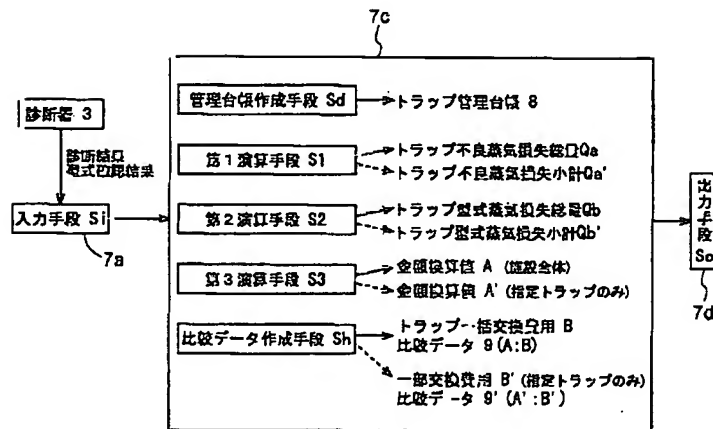 7c
管理台帳作成手段 Sd
トラップ管理台帳 8
診断器 3
診断結果
型式確認結果
第1演算手段 S1
トラップ不良蒸気損失総量Qa
トラップ不良蒸気損失小計Qa'
入力手段 Si
7a
第2演算手段 S2
トラップ型式蒸気損失総量Qb
トラップ型式蒸気損失小計Qb'
出力手段 So
7d
第3演算手段 S3
金額換算値 A (施設全体)
金額換算値 A' (指定トラップのみ)
比較データ作成手段 Sh
トラップ一括交換費用 B
比較データ 9 (A:B)
一部交換費用 B' (指定トラップのみ)
比較データ 9' (A':B')